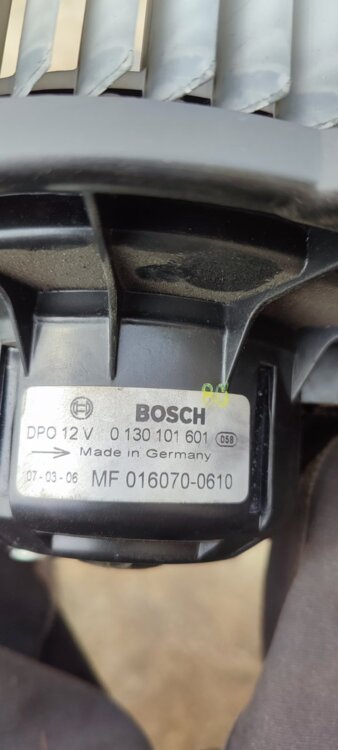 BOSCH
DPO 12 V 0 130 101 601 058
Made in Germany
07-03-06 MF 016070-0610